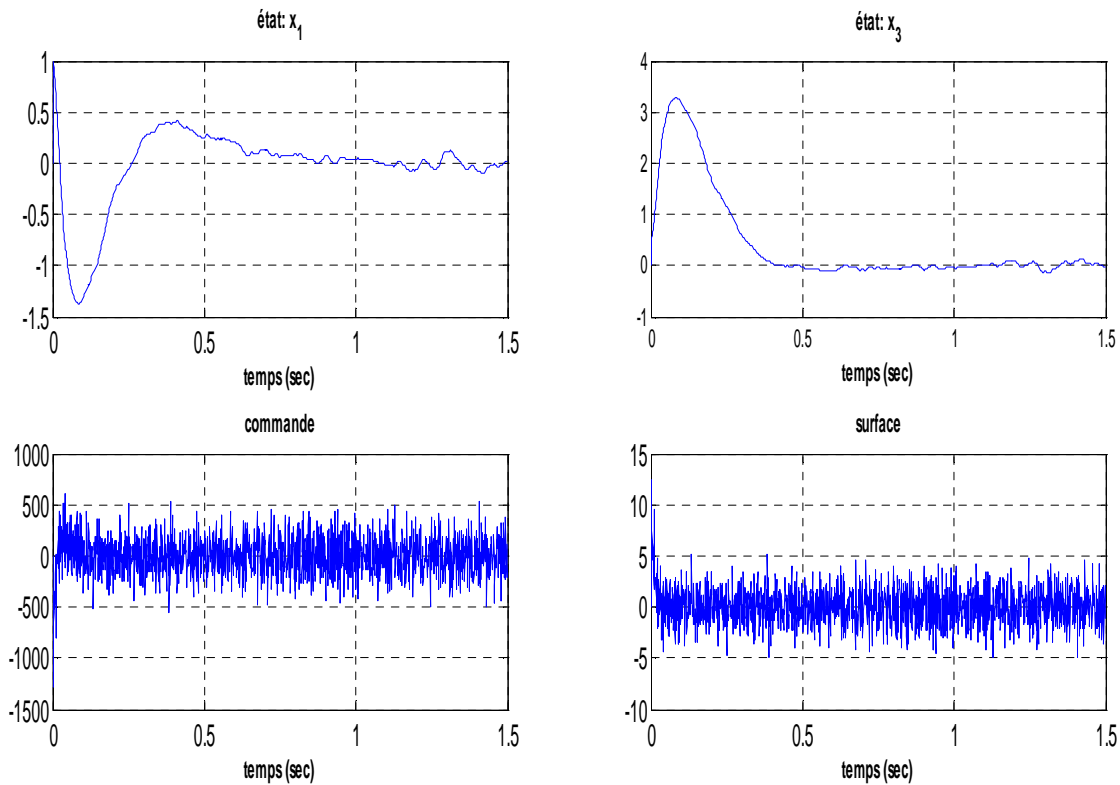 état: x1
1
0.5
0
-0.5
-1
-1.5
0 0.5 1 1.5
temps (sec)
état: x3
4
3
2
1
0
-1
0 0.5 1 1.5
temps (sec)
commande
1000
500
0
-500
-1000
-1500
0 0.5 1 1.5
temps (sec)
surface
15
10
5
0
-5
-10
0 0.5 1 1.5
temps (sec)